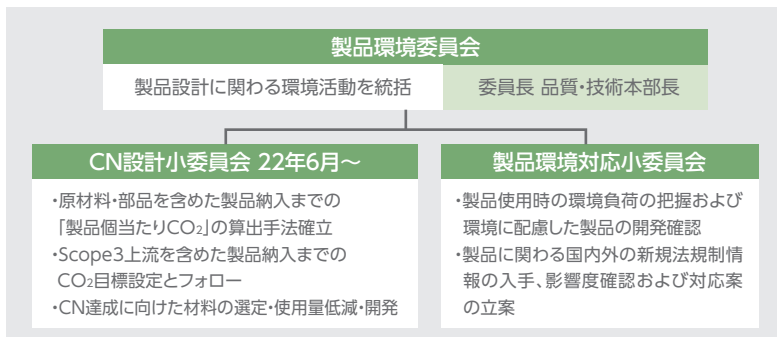 製品環境委員会
製品設計に関わる環境活動を統括
委員長 品質・技術本部長
CN設計小委員会 22年6月～
・原材料・部品を含めた製品納入までの
「製品個当たりCO₂」の算出手法確立
・Scope3上流を含めた製品納入までの
CO₂目標設定とフォロー
・CN達成に向けた材料の選定・使用量低減・開発
製品環境対応小委員会
・製品使用時の環境負荷の把握および
環境に配慮した製品の開発確認
・製品に関わる国内外の新規法規制情
報の入手、影響度確認および対応案
の立案